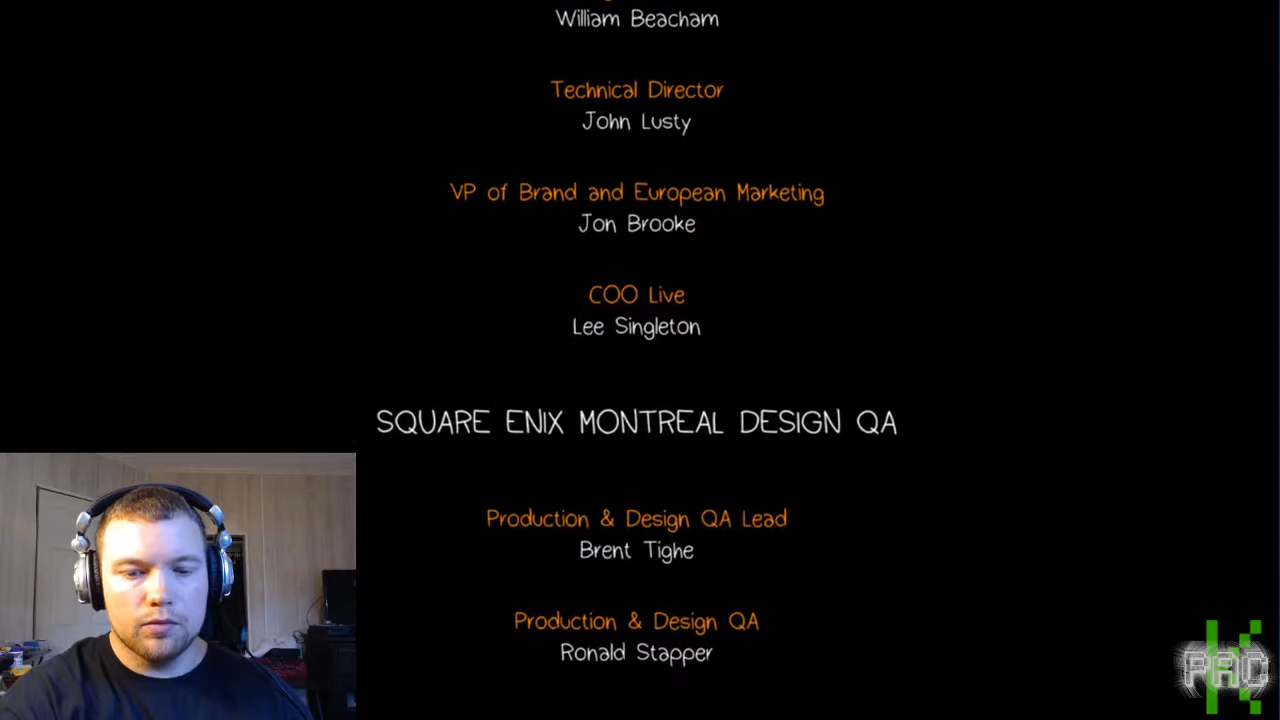 William Beacham
Technical Director
John Lusty
VP of Brand and European Marketing
Jon Brooke
COO Live
Lee Singleton
SQUARE ENIX MONTREAL DESIGN QA
Production & Design QA Lead
Brent Tighe
Production & Design QA
Ronald Stapper
K
PAC